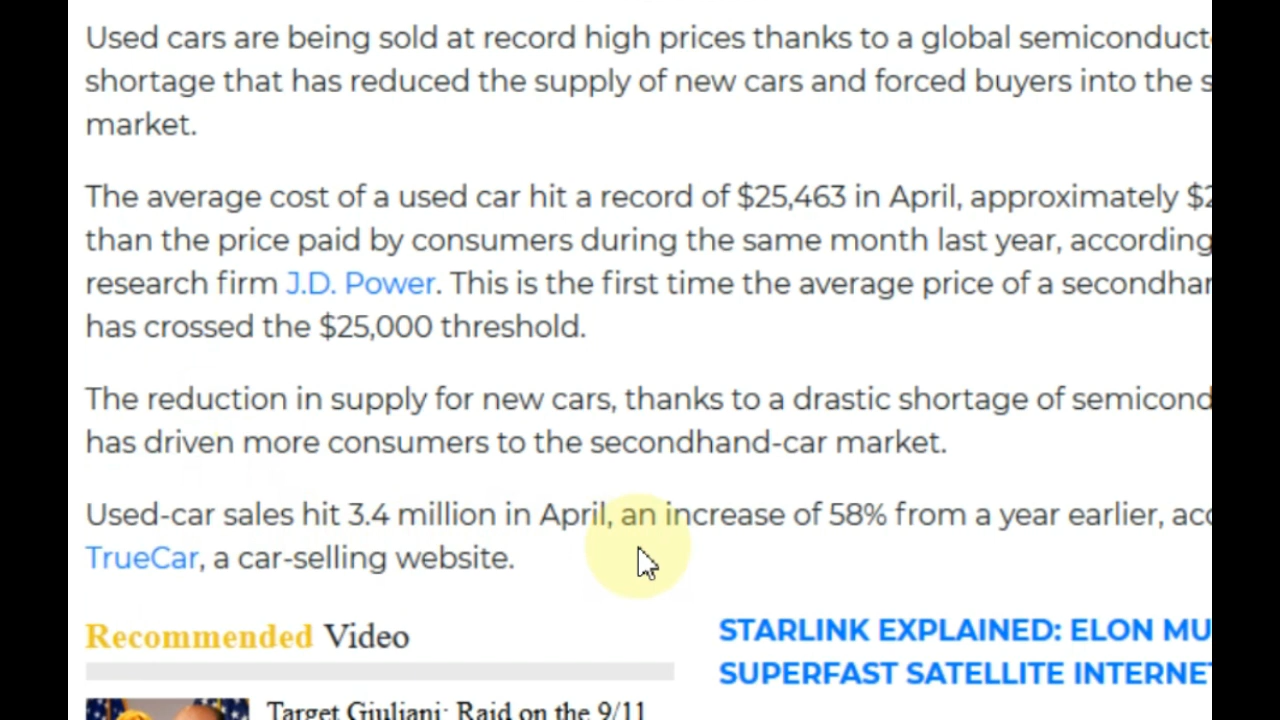 Used cars are being sold at record high prices thanks to a global semiconduct
shortage that has reduced the supply of new cars and forced buyers into the s
market.
The average cost of a used car hit a record of $25,463 in April, approximately $2
than the price paid by consumers during the same month last year, according
research firm J.D. Power. This is the first time the average price of a secondhar
has crossed the $25,000 threshold.
The reduction in supply for new cars, thanks to a drastic shortage of semicond
has driven more consumers to the secondhand-car market.
Used-car sales hit 3.4 million in April, an increase of 58% from a year earlier, acc
TrueCar, a car-selling website.
Recommended Video
Target Giuliani: Raid on the 9/11
STARLINK EXPLAINED: ELON MU
SUPERFAST SATELLITE INTERNET